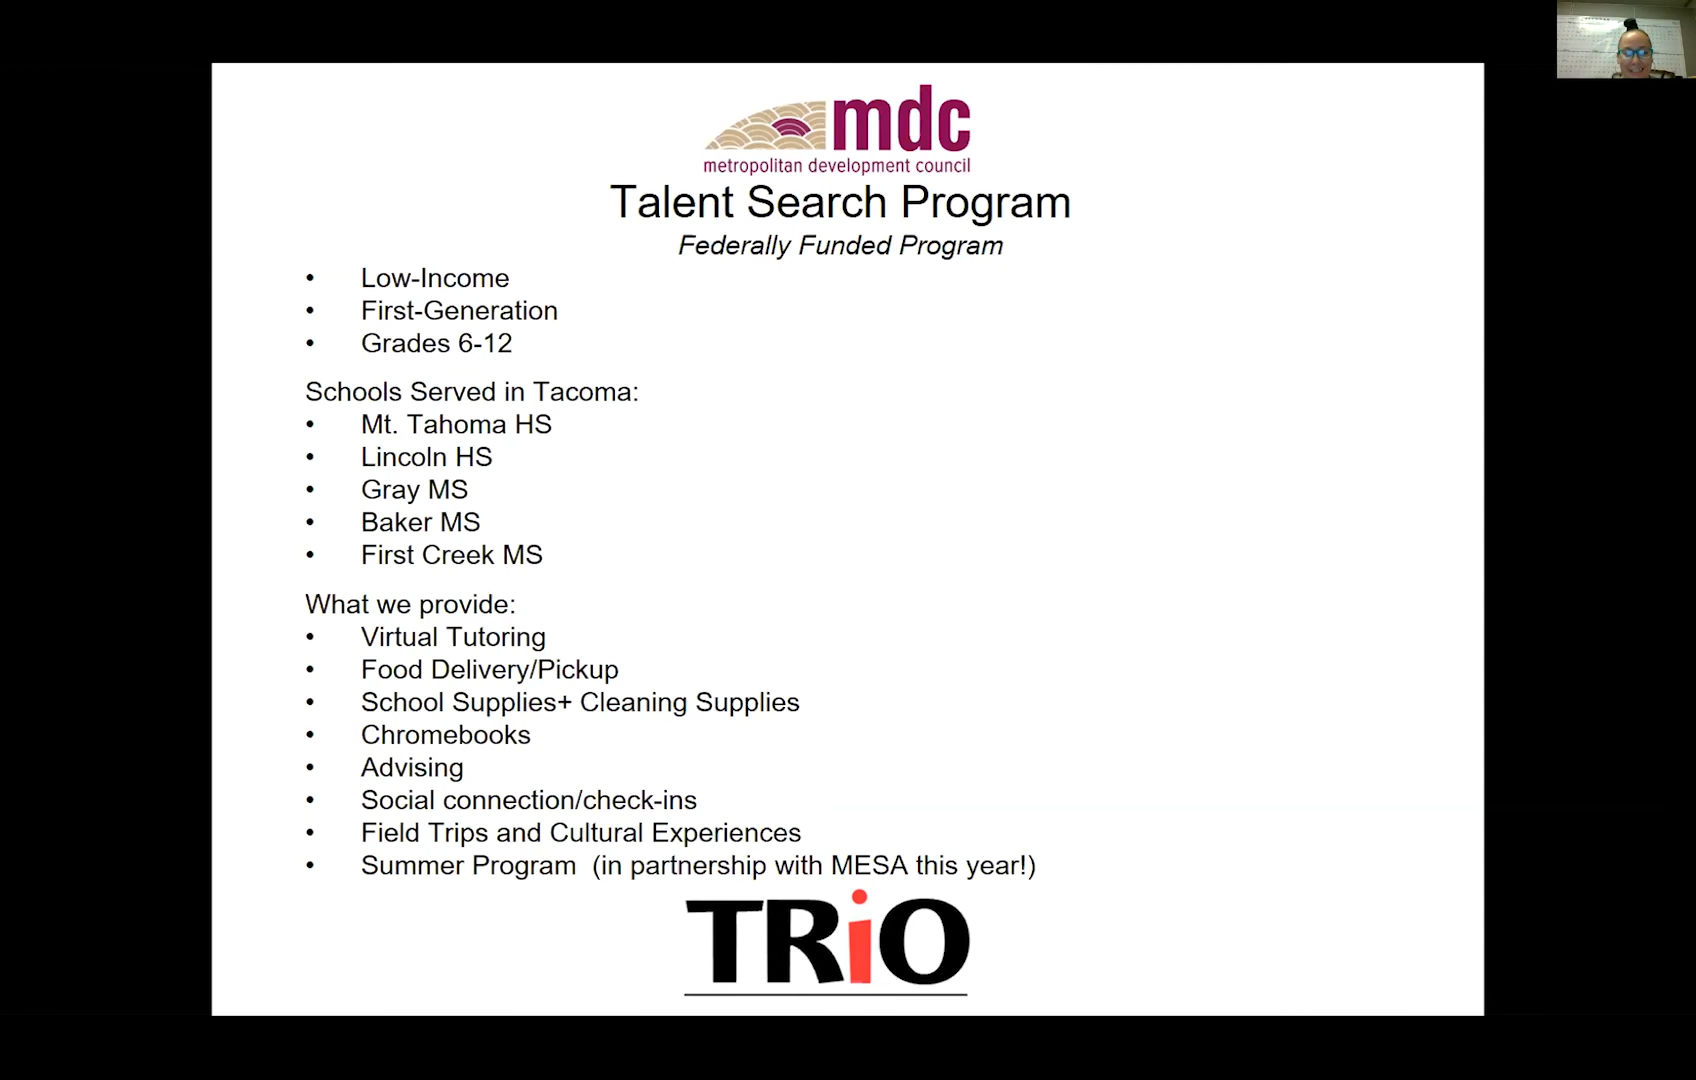 mdc
metropolitan development council
Talent Search Program
Federally Funded Program
• Low-Income
• First-Generation
• Grades 6-12
Schools Served in Tacoma:
• Mt. Tahoma HS
• Lincoln HS
• Gray MS
• Baker MS
• First Creek MS
What we provide:
• Virtual Tutoring
• Food Delivery/Pickup
• School Supplies+ Cleaning Supplies
• Chromebooks
• Advising
• Social connection/check-ins
• Field Trips and Cultural Experiences
• Summer Program (in partnership with MESA this year!)
TRiO